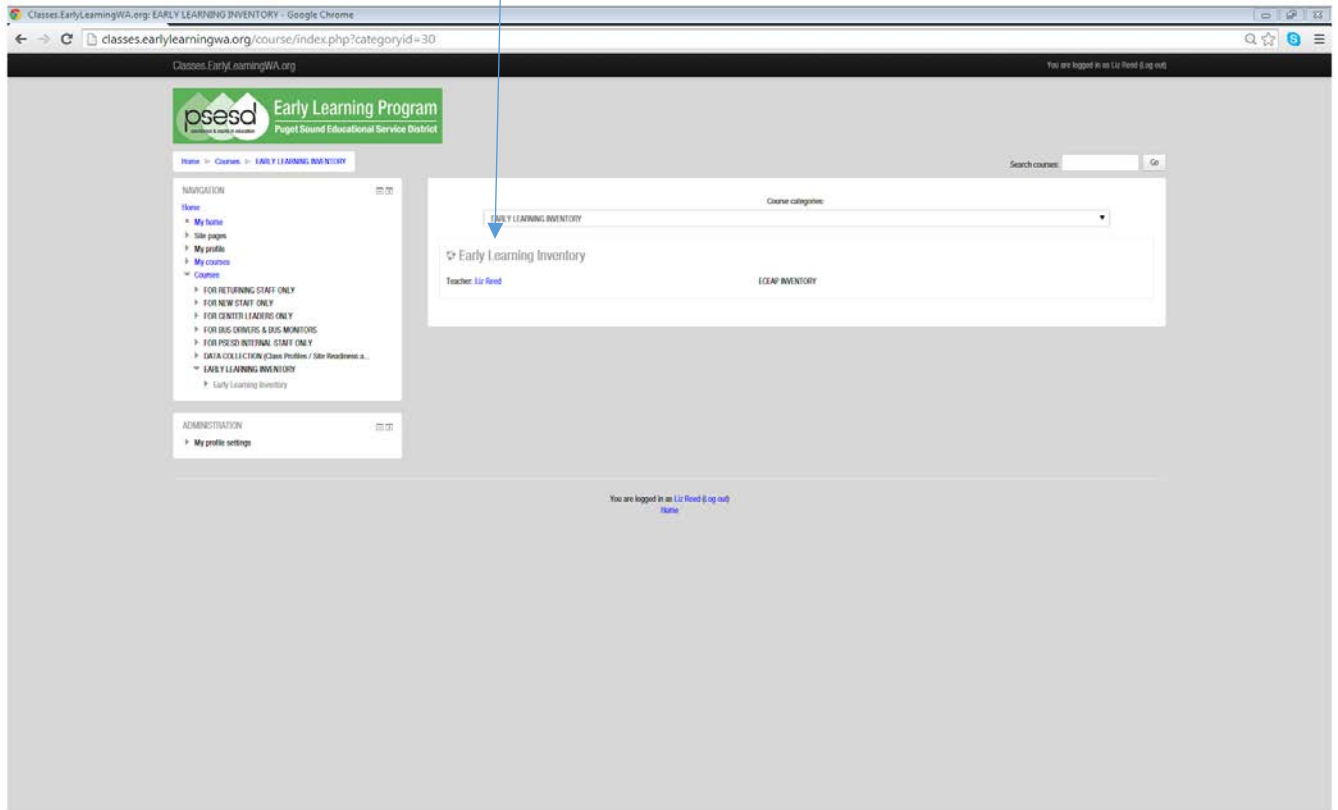 Classes.EarlyLearningWA.org: EARLY LEARNING INVENTORY - Google Chrome
classes.earlylearningwa.org/course/index.php?categoryid=30
Classes.EarlyLearningWA.org
You are logged in as Liz Reed (Log out)
psesd
Early Learning Program
Puget Sound Educational Service District
Home Courses EARLY LEARNING INVENTORY
Search courses: Go
NAVIGATION
Home
My home
Site pages
My profile
My courses
Courses
FOR RETURNING STAFF ONLY
FOR NEW STAFF ONLY
FOR CENTER LEADERS ONLY
FOR BUS DRIVERS & BUS MONITORS
FOR PSESD INTERNAL STAFF ONLY
DATA COLLECTION (Class Profiles / Site Readiness a...
EARLY LEARNING INVENTORY
Early Learning Inventory
ADMINISTRATION
My profile settings
Course categories:
EARLY LEARNING INVENTORY
Early Learning Inventory
Teacher: Liz Reed
ECEAP INVENTORY
You are logged in as Liz Reed (Log out)
Home